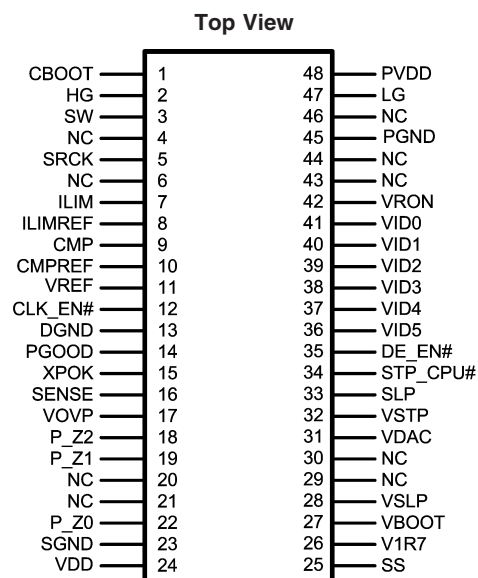 Top View
CBOOT 1 48 PVDD
HG 2 47 LG
SW 3 46 NC
NC 4 45 PGND
SRCK 5 44 NC
NC 6 43 NC
ILIM 7 42 VRON
ILIMREF 8 41 VID0
CMP 9 40 VID1
CMPREF 10 39 VID2
VREF 11 38 VID3
CLK_EN# 12 37 VID4
DGND 13 36 VID5
PGOOD 14 35 DE_EN#
XPOK 15 34 STP_CPU#
SENSE 16 33 SLP
VOVP 17 32 VSTP
P_Z2 18 31 VDAC
P_Z1 19 30 NC
NC 20 29 NC
NC 21 28 VSLP
P_Z0 22 27 VBOOT
SGND 23 26 V1R7
VDD 24 25 SS